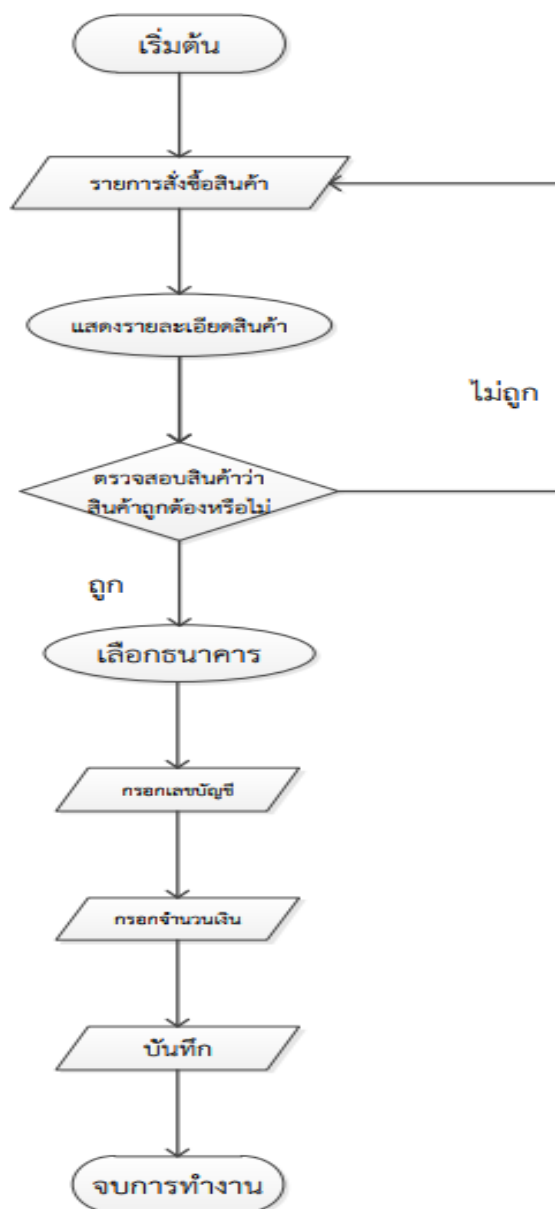 เริ่มต้น
รายการสั่งซื้อสินค้า
แสดงรายละเอียดสินค้า
ไม่ถูก
ตรวจสอบสินค้าว่า
สินค้าถูกต้องหรือไม่
ถูก
เลือกธนาคาร
กรอกเลขบัญชี
กรอกจำนวนเงิน
บันทึก
จบการทำงาน